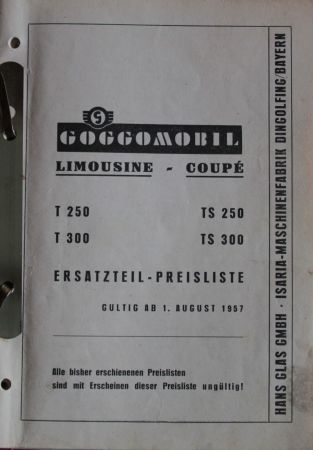 G
GOGGOMOBIL
LIMOUSINE - COUPÉ
T 250 TS 250
T 300 TS 300
ERSATZTEIL-PREISLISTE
GULTIG AB 1. AUGUST 1957
Alle bisher erschienenen Preislisten
sind mit Erscheinen dieser Preisliste ungültig!
HANS GLAS GMBH · ISARIA-MASCHINENFABRIK DINGOLFING/BAYERN